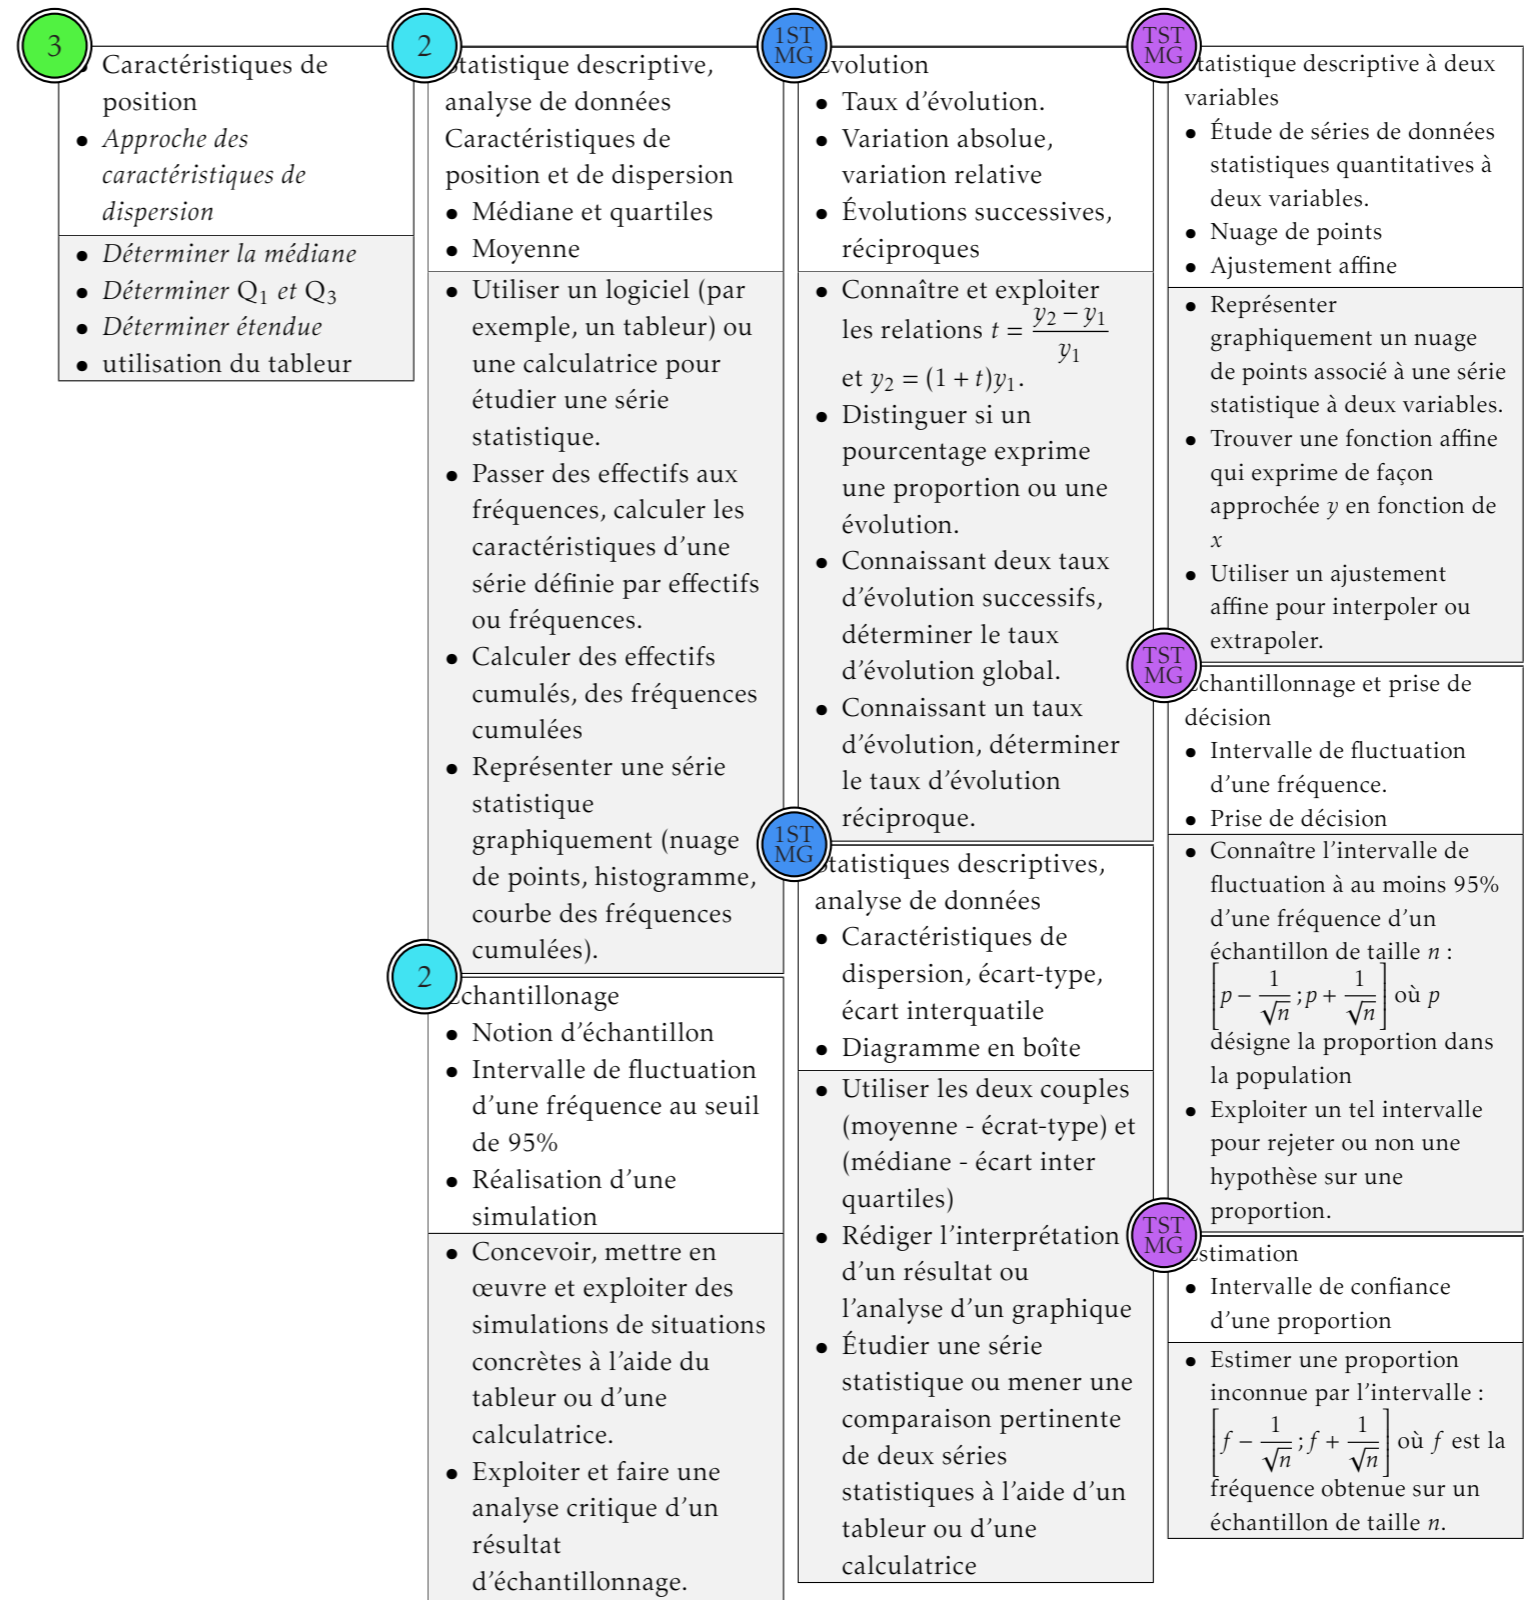 3
• Caractéristiques de
position
• Approche des
caractéristiques de
dispersion
• Déterminer la médiane
• Déterminer Q₁ et Q₃
• Déterminer étendue
• utilisation du tableur
2
Statistique descriptive,
analyse de données
Caractéristiques de
position et de dispersion
• Médiane et quartiles
• Moyenne
• Utiliser un logiciel (par
exemple, un tableur) ou
une calculatrice pour
étudier une série
statistique.
• Passer des effectifs aux
fréquences, calculer les
caractéristiques d'une
série définie par effectifs
ou fréquences.
• Calculer des effectifs
cumulés, des fréquences
cumulées
• Représenter une série
statistique
graphiquement (nuage
de points, histogramme,
courbe des fréquences
cumulées).
2
Échantillonage
• Notion d'échantillon
• Intervalle de fluctuation
d'une fréquence au seuil
de 95%
• Réalisation d'une
simulation
• Concevoir, mettre en
œuvre et exploiter des
simulations de situations
concrètes à l'aide du
tableur ou d'une
calculatrice.
• Exploiter et faire une
analyse critique d'un
résultat
d'échantillonnage.
1ST
MG
Évolution
• Taux d'évolution.
• Variation absolue,
variation relative
• Évolutions successives,
réciproques
• Connaître et exploiter
les relations t = (y₂ − y₁)/y₁
et y₂ = (1 + t)y₁.
• Distinguer si un
pourcentage exprime
une proportion ou une
évolution.
• Connaissant deux taux
d'évolution successifs,
déterminer le taux
d'évolution global.
• Connaissant un taux
d'évolution, déterminer
le taux d'évolution
réciproque.
1ST
MG
Statistiques descriptives,
analyse de données
• Caractéristiques de
dispersion, écart-type,
écart interquatile
• Diagramme en boîte
• Utiliser les deux couples
(moyenne - écrat-type) et
(médiane - écart inter
quartiles)
• Rédiger l'interprétation
d'un résultat ou
l'analyse d'un graphique
• Étudier une série
statistique ou mener une
comparaison pertinente
de deux séries
statistiques à l'aide d'un
tableur ou d'une
calculatrice
TST
MG
Statistique descriptive à deux
variables
• Étude de séries de données
statistiques quantitatives à
deux variables.
• Nuage de points
• Ajustement affine
• Représenter
graphiquement un nuage
de points associé à une série
statistique à deux variables.
• Trouver une fonction affine
qui exprime de façon
approchée y en fonction de
x
• Utiliser un ajustement
affine pour interpoler ou
extrapoler.
TST
MG
Échantillonnage et prise de
décision
• Intervalle de fluctuation
d'une fréquence.
• Prise de décision
• Connaître l'intervalle de
fluctuation à au moins 95%
d'une fréquence d'un
échantillon de taille n :
[p − 1/√n ; p + 1/√n] où p
désigne la proportion dans
la population
• Exploiter un tel intervalle
pour rejeter ou non une
hypothèse sur une
proportion.
TST
MG
Estimation
• Intervalle de confiance
d'une proportion
• Estimer une proportion
inconnue par l'intervalle :
[f − 1/√n ; f + 1/√n] où f est la
fréquence obtenue sur un
échantillon de taille n.